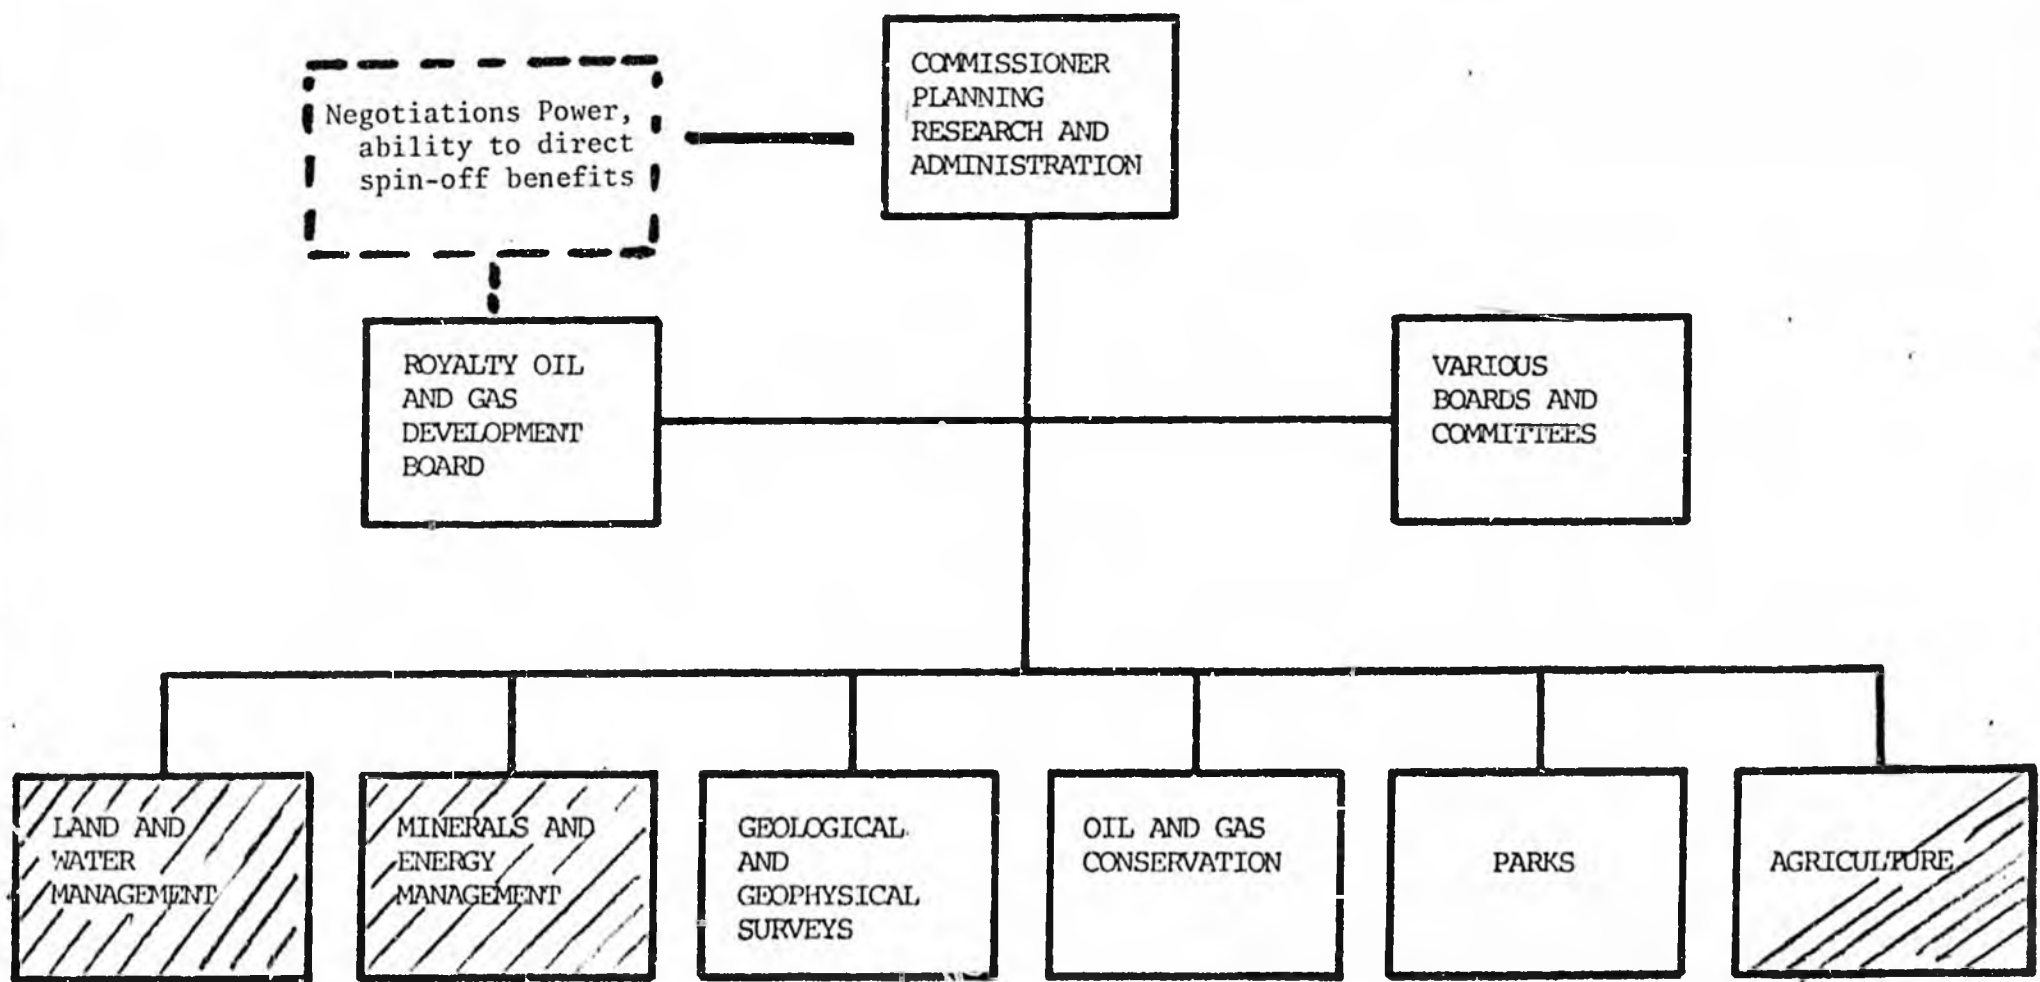 COMMISSIONER
PLANNING
RESEARCH AND
ADMINISTRATION
Negotiations Power,
ability to direct
spin-off benefits
ROYALTY OIL
AND GAS
DEVELOPMENT
BOARD
VARIOUS
BOARDS AND
COMMITTEES
LAND AND
WATER
MANAGEMENT
MINERALS AND
ENERGY
MANAGEMENT
GEOLOGICAL
AND
GEOPHYSICAL
SURVEYS
OIL AND GAS
CONSERVATION
PARKS
AGRICULTURE